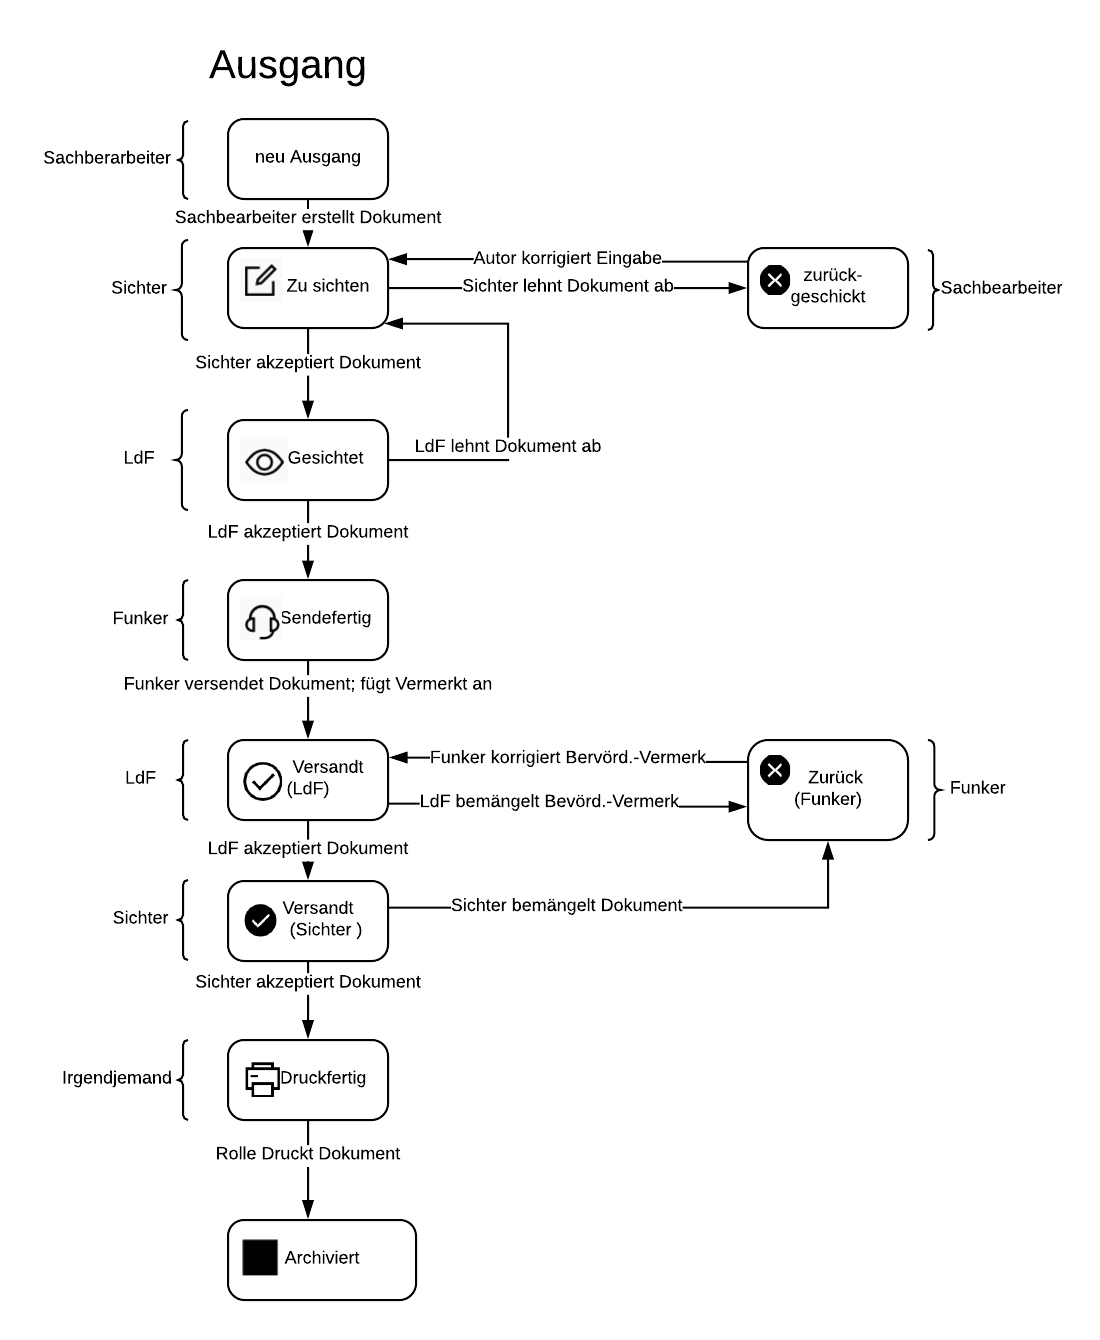 Ausgang
Sachberarbeiter
neu Ausgang
Sachbearbeiter erstellt Dokument
Sichter
Zu sichten
Autor korrigiert Eingabe
Sichter lehnt Dokument ab
zurück-
geschickt
Sachbearbeiter
Sichter akzeptiert Dokument
LdF
Gesichtet
LdF lehnt Dokument ab
LdF akzeptiert Dokument
Funker
Sendefertig
Funker versendet Dokument; fügt Vermerkt an
LdF
Versandt
(LdF)
Funker korrigiert Bervörd.-Vermerk
LdF bemängelt Bevörd.-Vermerk
Zurück
(Funker)
Funker
LdF akzeptiert Dokument
Sichter
Versandt
(Sichter )
Sichter bemängelt Dokument
Sichter akzeptiert Dokument
Irgendjemand
Druckfertig
Rolle Druckt Dokument
Archiviert